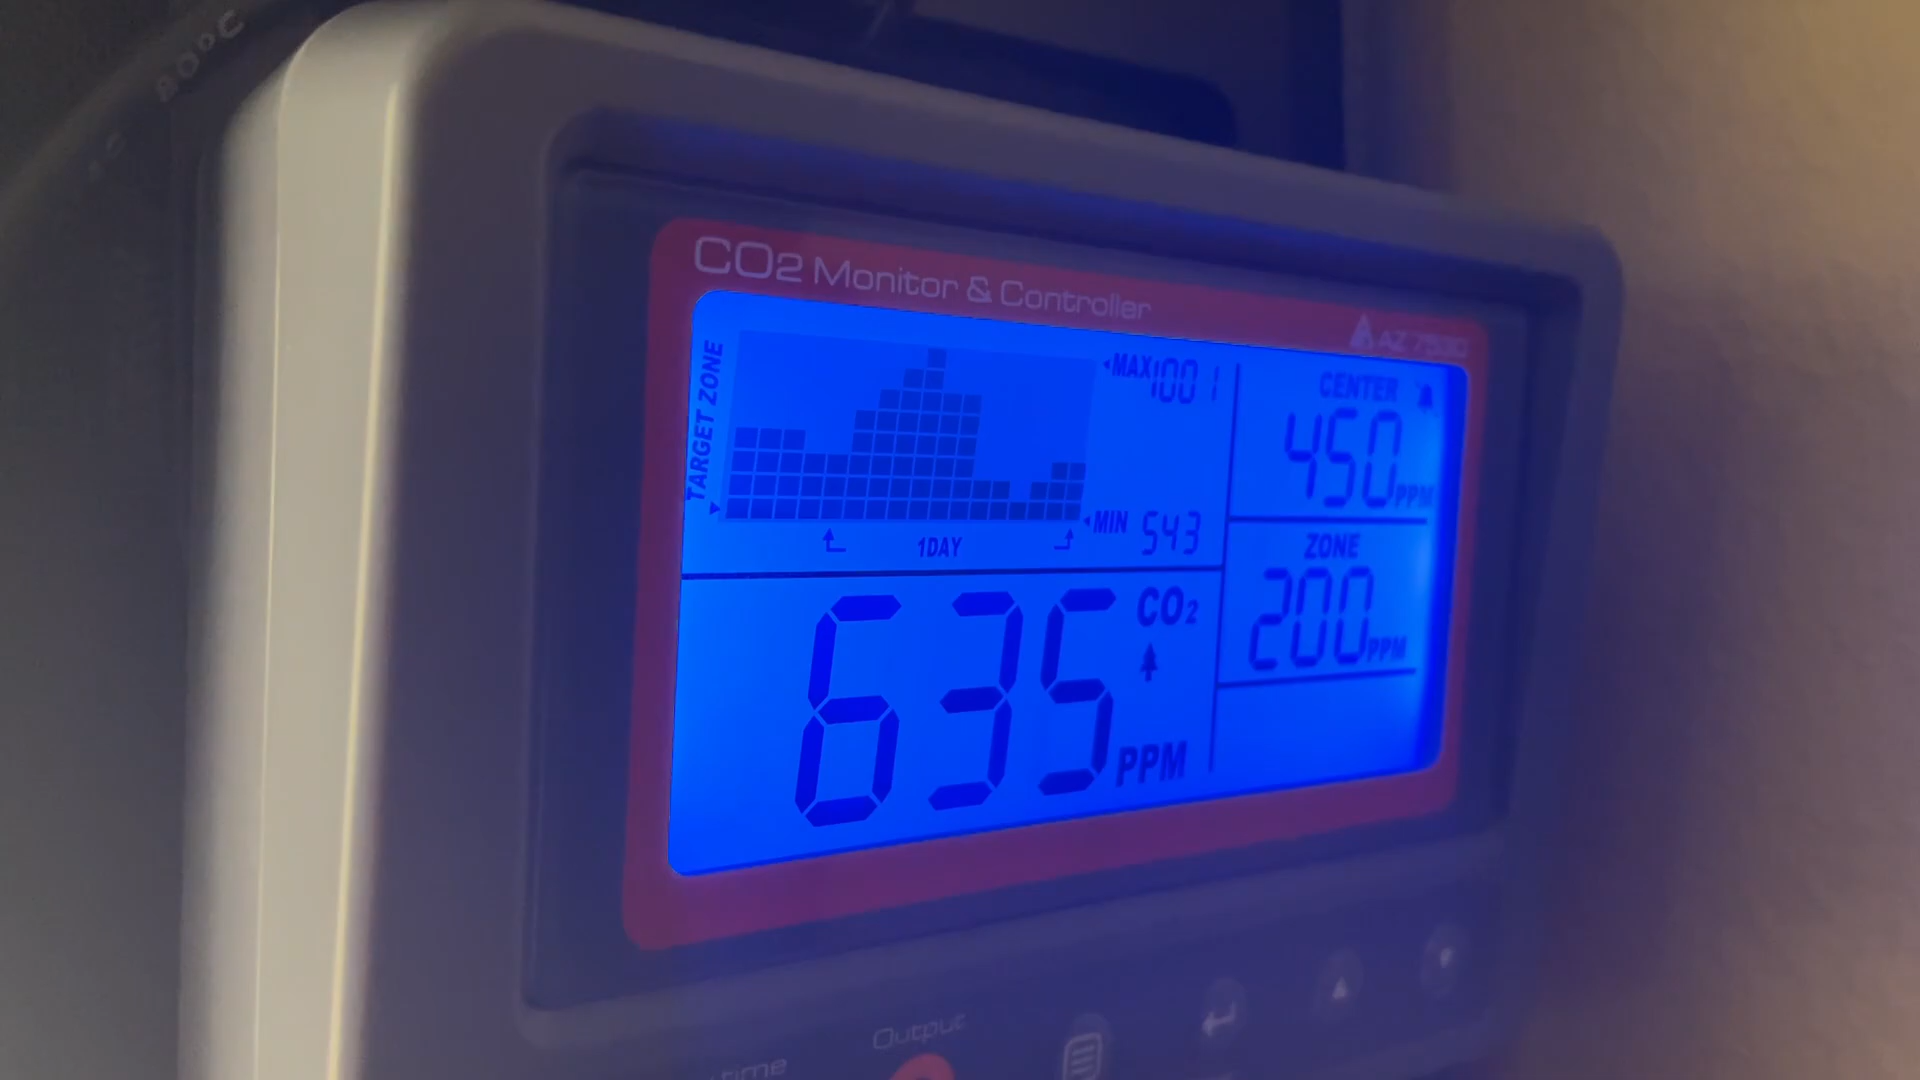 80°C
CO2 Monitor & Controller
AZ 7530
TARGET ZONE
MAX 1001
MIN 543
1DAY
CENTER
450 PPM
ZONE
200 PPM
635 CO2
PPM
Output